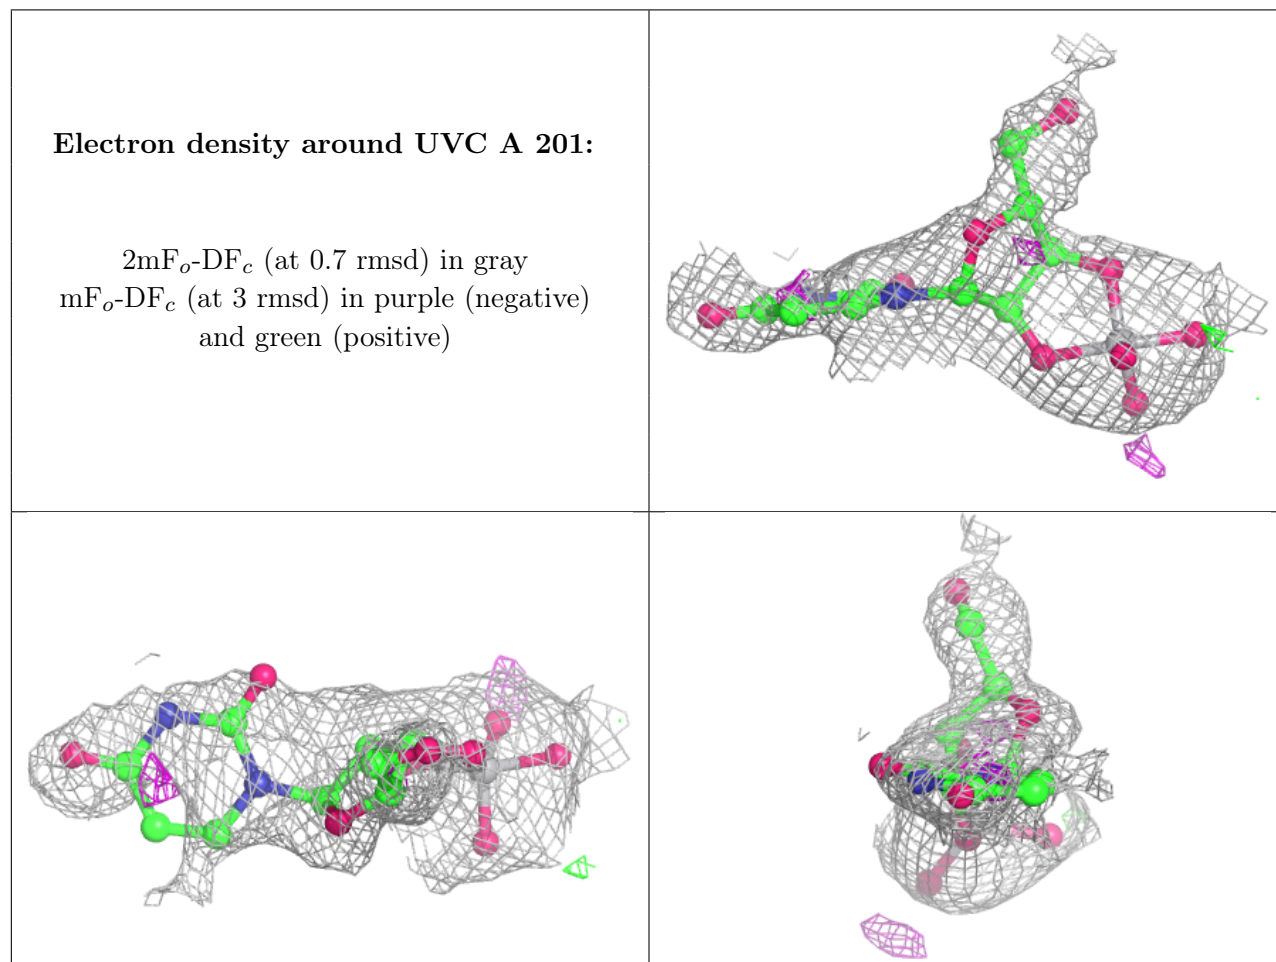 Electron density around UVC A 201:
2mFo-DFc (at 0.7 rmsd) in gray
mFo-DFc (at 3 rmsd) in purple (negative)
and green (positive)